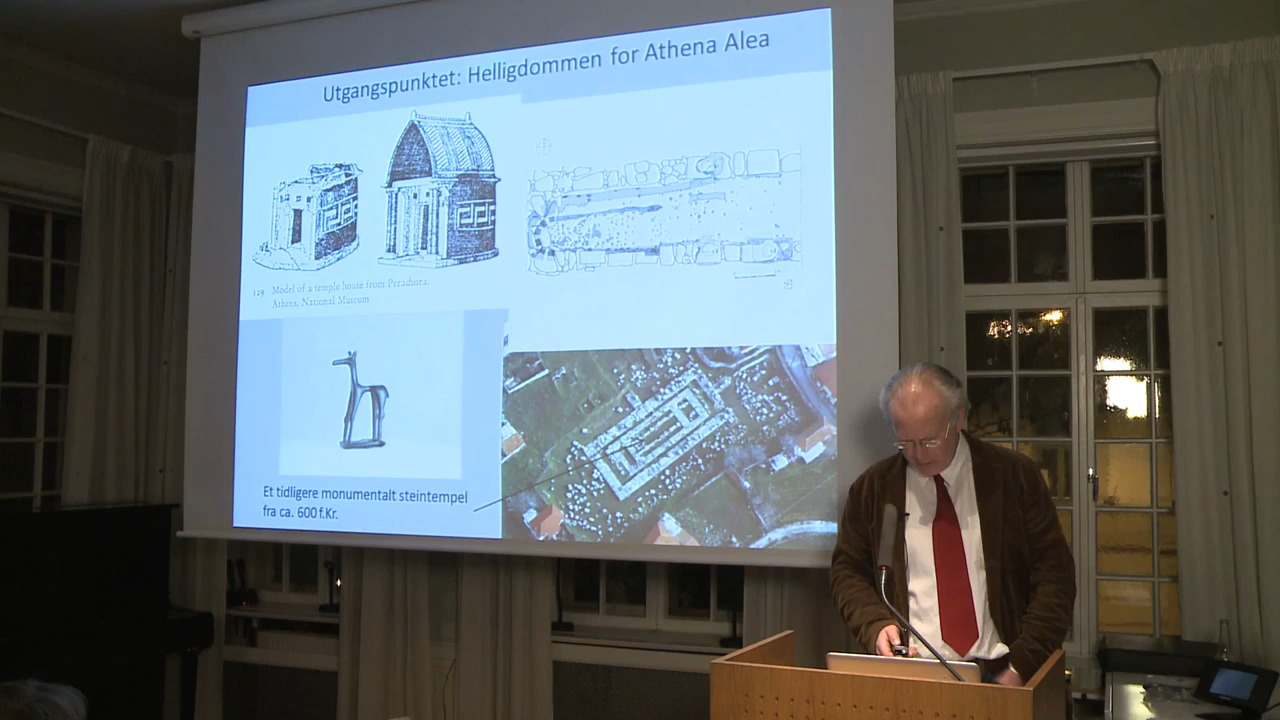 Utgangspunktet: Helligdommen for Athena Alea
129 Model of a temple house from Perachora.
Athens, National Museum
Et tidligere monumentalt steintempel
fra ca. 600 f.Kr.